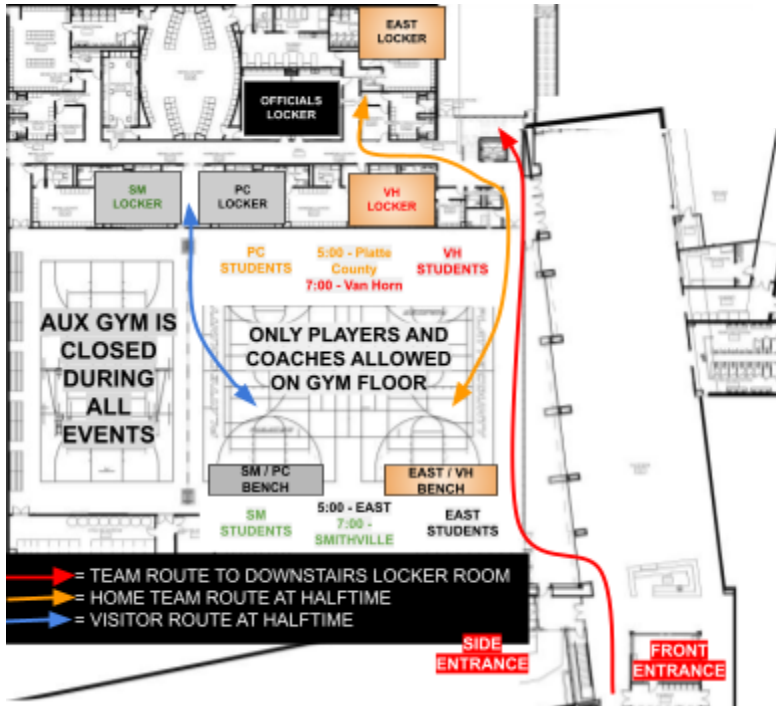 EAST
LOCKER
OFFICIALS
LOCKER
SM
LOCKER
PC
LOCKER
VH
LOCKER
PC
STUDENTS
5:00 - Platte
County
7:00 - Van Horn
VH
STUDENTS
AUX GYM IS
CLOSED
DURING
ALL
EVENTS
ONLY PLAYERS AND
COACHES ALLOWED
ON GYM FLOOR
SM / PC
BENCH
EAST / VH
BENCH
SM
STUDENTS
5:00 - EAST
7:00 -
SMITHVILLE
EAST
STUDENTS
= TEAM ROUTE TO DOWNSTAIRS LOCKER ROOM
= HOME TEAM ROUTE AT HALFTIME
= VISITOR ROUTE AT HALFTIME
SIDE
ENTRANCE
FRONT
ENTRANCE